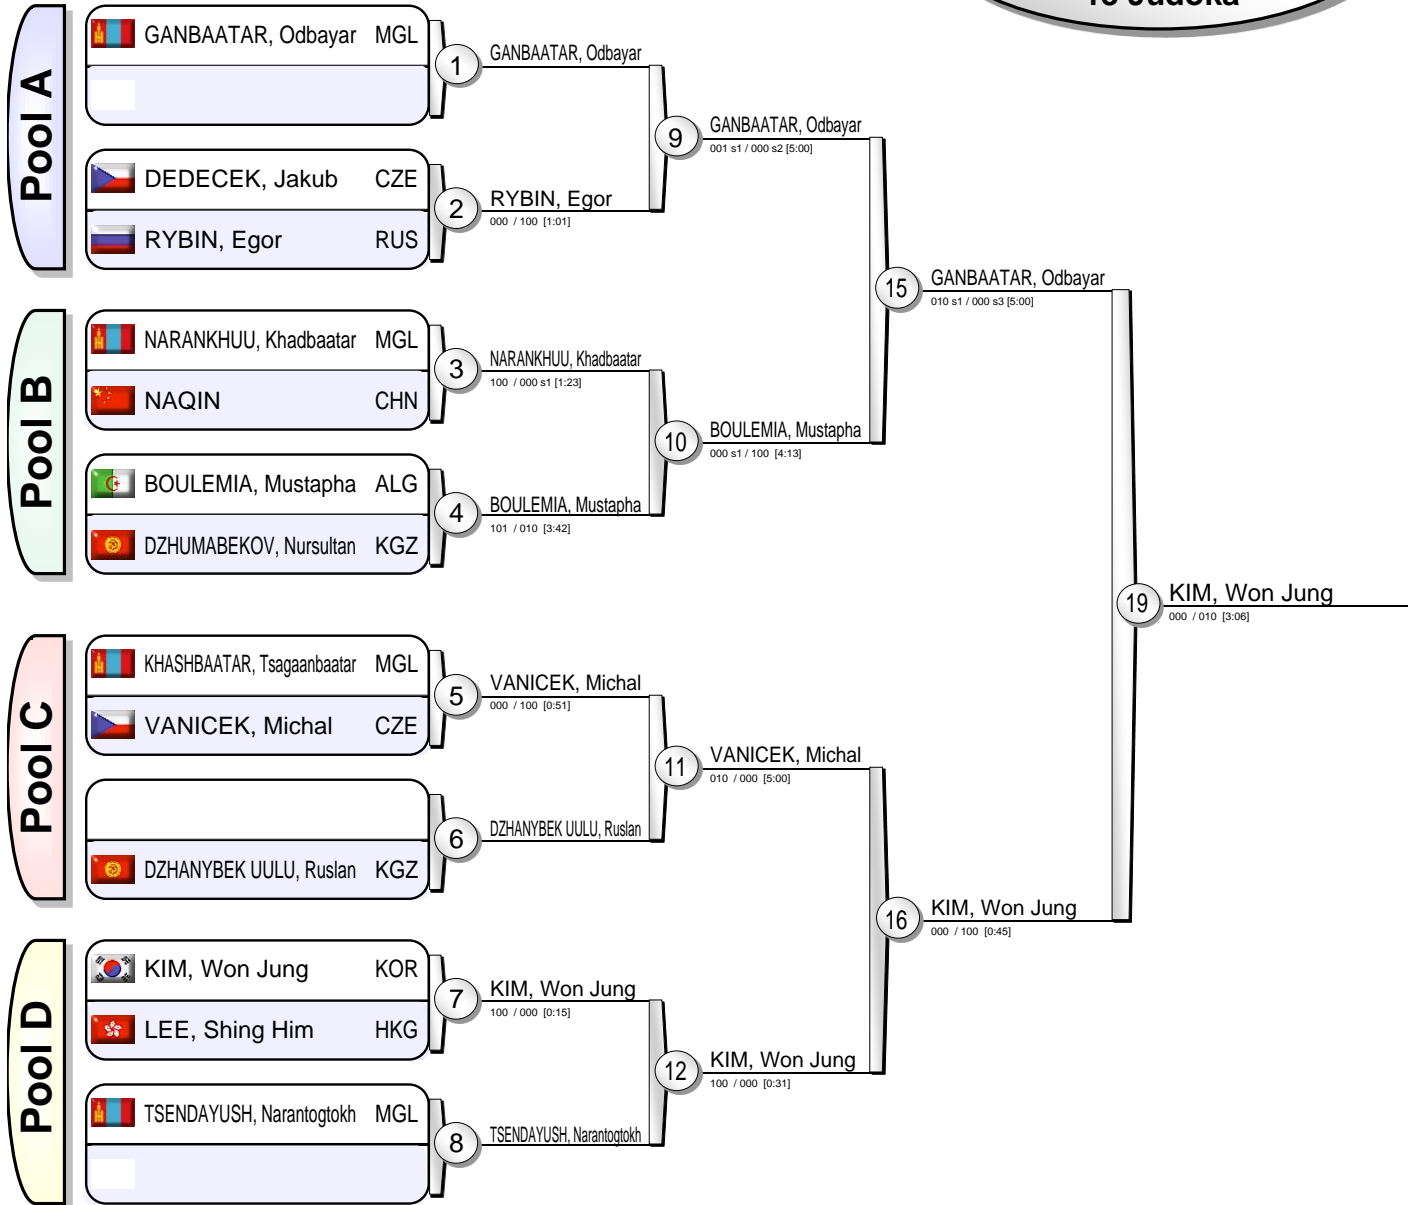 Pool A
GANBAATAR, Odbayar MGL
DEDECEK, Jakub CZE
RYBIN, Egor RUS
Pool B
NARANKHUU, Khadbaatar MGL
NAQIN CHN
BOULEMIA, Mustapha ALG
DZHUMABEKOV, Nursultan KGZ
Pool C
KHASHBAATAR, Tsagaanbaatar MGL
VANICEK, Michal CZE
DZHANYBEK UULU, Ruslan KGZ
Pool D
KIM, Won Jung KOR
LEE, Shing Him HKG
TSENDAYUSH, Narantogtokh MGL
1 GANBAATAR, Odbayar
2 RYBIN, Egor
000 / 100 [1:01]
3 NARANKHUU, Khadbaatar
100 / 000 s1 [1:23]
4 BOULEMIA, Mustapha
101 / 010 [3:42]
5 VANICEK, Michal
000 / 100 [0:51]
6 DZHANYBEK UULU, Ruslan
7 KIM, Won Jung
100 / 000 [0:15]
8 TSENDAYUSH, Narantogtokh
9 GANBAATAR, Odbayar
001 s1 / 000 s2 [5:00]
10 BOULEMIA, Mustapha
000 s1 / 100 [4:13]
11 VANICEK, Michal
010 / 000 [5:00]
12 KIM, Won Jung
100 / 000 [0:31]
15 GANBAATAR, Odbayar
010 s1 / 000 s3 [5:00]
16 KIM, Won Jung
000 / 100 [0:45]
19 KIM, Won Jung
000 / 010 [3:06]